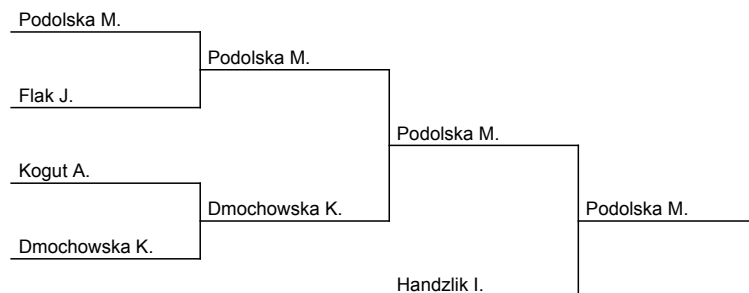 Podolska M.
Podolska M.
Flak J.
Podolska M.
Kogut A.
Dmochowska K.
Podolska M.
Dmochowska K.
Handzlik I.